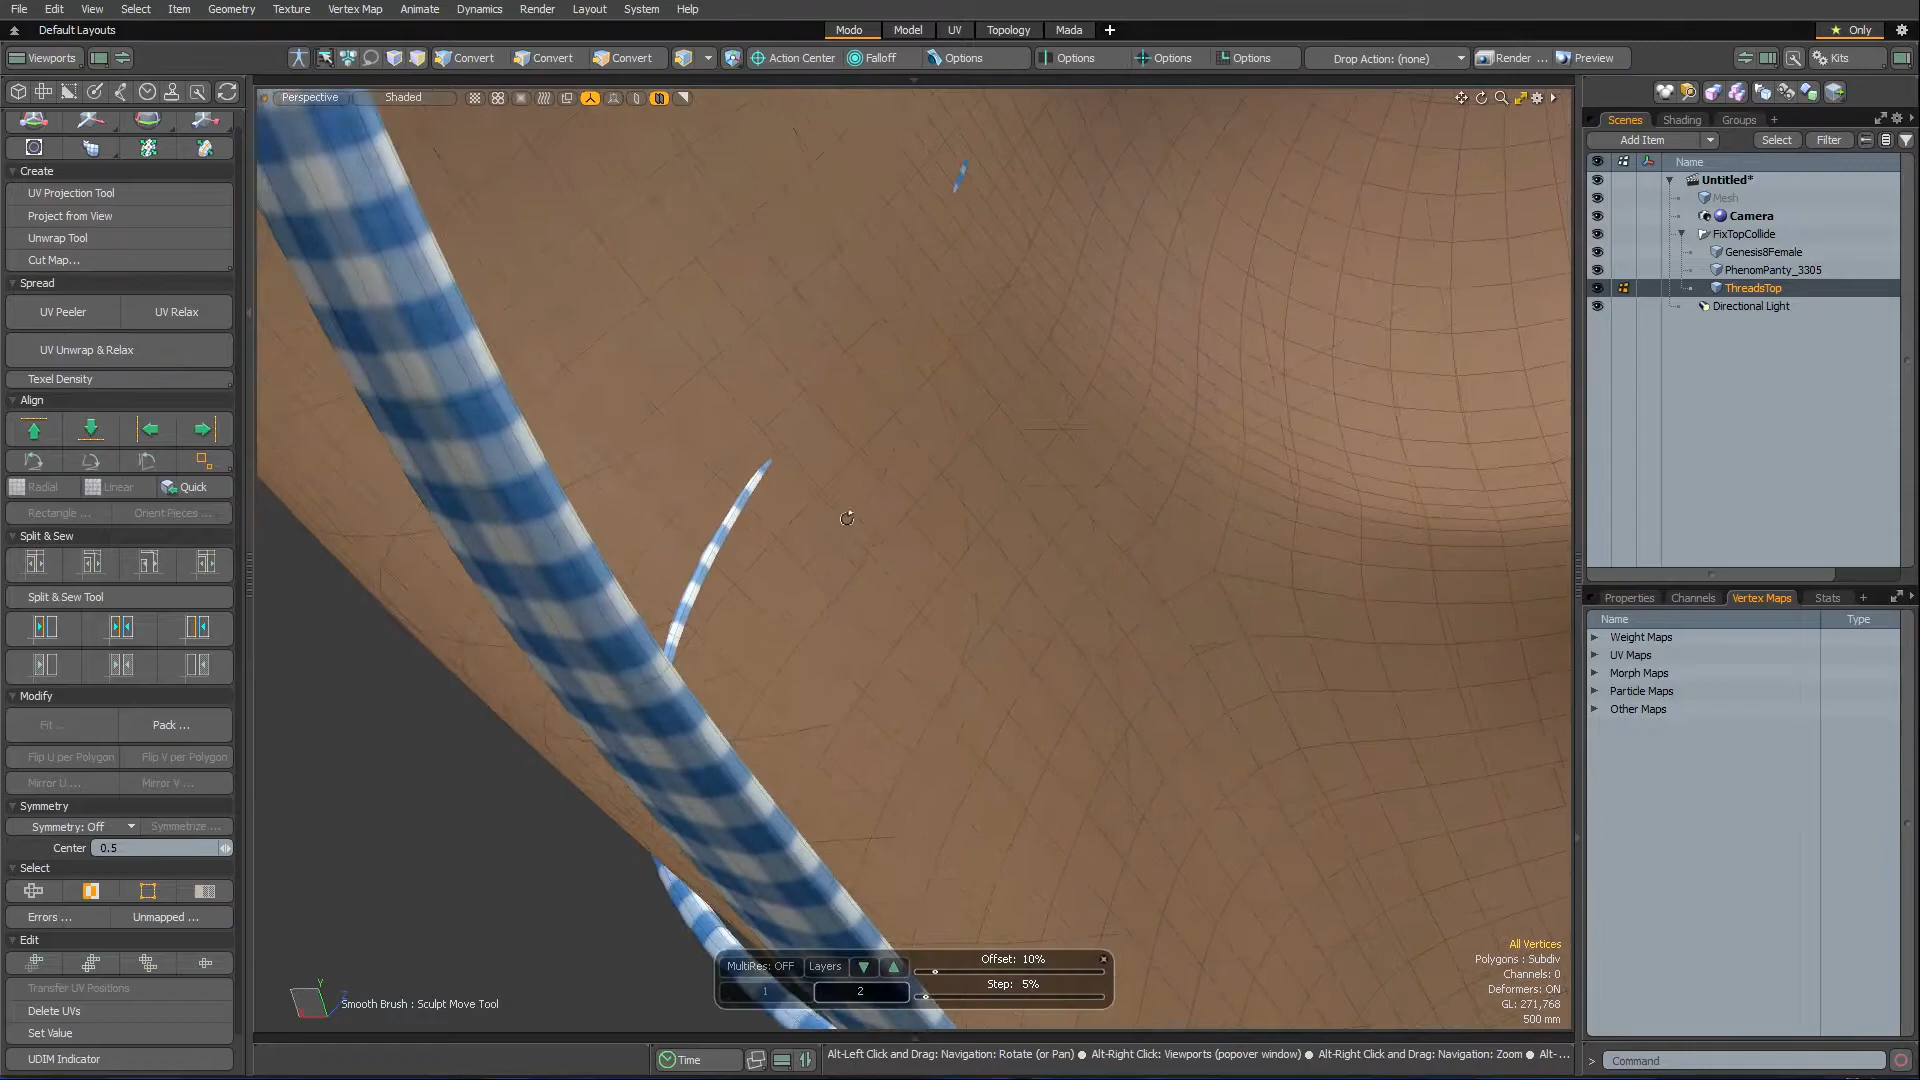 File Edit View Select Item Geometry Texture Vertex Map Animate Dynamics Render Layout System Help
Default Layouts Modo Model UV Topology Mada + Only
Viewports Convert Convert Convert Action Center Falloff Options Options Options Options Drop Action: (none) Render ... Preview Kits
Perspective Shaded
Create
UV Projection Tool
Project from View
Unwrap Tool
Cut Map...
Spread
UV Peeler UV Relax
UV Unwrap & Relax
Texel Density
Align
Radial Linear Quick
Rectangle ... Orient Pieces ...
Split & Sew
Split & Sew Tool
Modify
Fit ... Pack ...
Flip U per Polygon Flip V per Polygon
Mirror U ... Mirror V ...
Symmetry
Symmetry: Off Symmetrize ...
Center 0.5
Select
Errors ... Unmapped ...
Edit
Transfer UV Positions
Delete UVs
Set Value
UDIM Indicator
Y
Smooth Brush : Sculpt Move Tool
MultiRes: OFF Layers Offset: 10%
1 2 Step: 5%
All Vertices
Polygons : Subdiv
Channels: 0
Deformers: ON
GL: 271,768
500 mm
Time Alt-Left Click and Drag: Navigation: Rotate (or Pan) ● Alt-Right Click: Viewports (popover window) ● Alt-Right Click and Drag: Navigation: Zoom ● Alt-...
Scenes Shading Groups +
Add Item Select Filter
Name
Untitled*
Mesh
Camera
FixTopCollide
Genesis8Female
PhenomPanty_3305
ThreadsTop
Directional Light
Properties Channels Vertex Maps Stats +
Name Type
Weight Maps
UV Maps
Morph Maps
Particle Maps
Other Maps
> Command